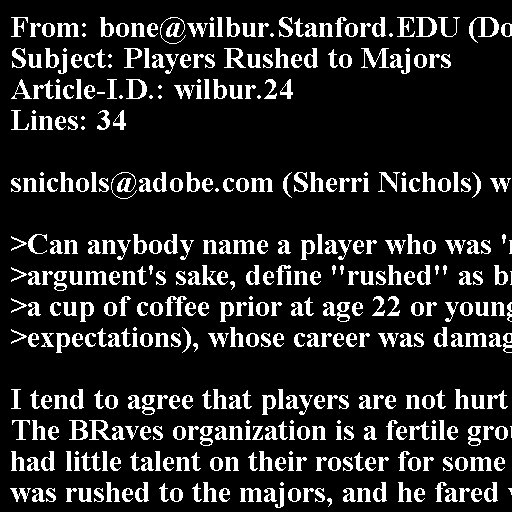 From: bone@wilbur.Stanford.EDU (Do
Subject: Players Rushed to Majors
Article-I.D.: wilbur.24
Lines: 34

snichols@adobe.com (Sherri Nichols) w

>Can anybody name a player who was 'r
>argument's sake, define "rushed" as br
>a cup of coffee prior at age 22 or young
>expectations), whose career was damag

I tend to agree that players are not hurt
The BRaves organization is a fertile grou
had little talent on their roster for some
was rushed to the majors, and he fared w